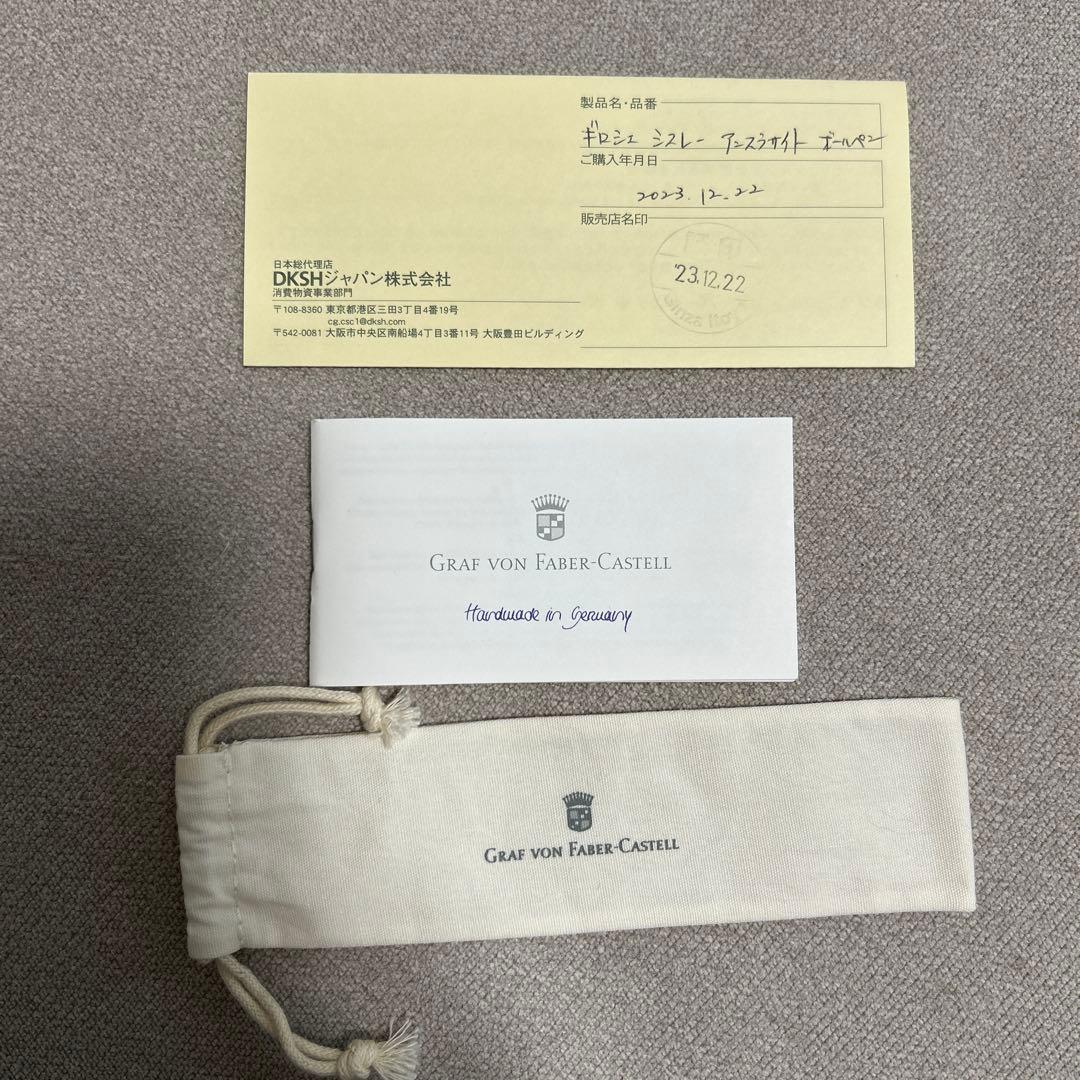 製品名・品番
ギロシェ シスレー アンスラサイト ボールペン
ご購入年月日
2023.12.22
販売店名印
'23.12.22
日本総代理店
DKSHジャパン株式会社
消費物資事業部門
〒108-8360 東京都港区三田3丁目4番19号
cg.csc1@dksh.com
〒542-0081 大阪市中央区南船場4丁目3番11号 大阪豊田ビルディング
GRAF VON FABER-CASTELL
Handmade in Germany
GRAF VON FABER-CASTELL